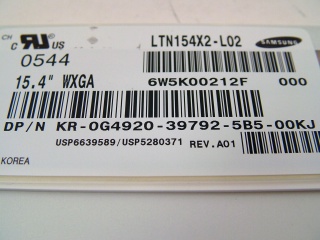 CH
c RU US LTN154X2-L02 SAMSUNG
0544
15.4" WXGA 6W5K00212F 000
DP/N KR-0G4920-39792-5B5-00KJ
USP6639589/USP5280371 REV.A01
KOREA